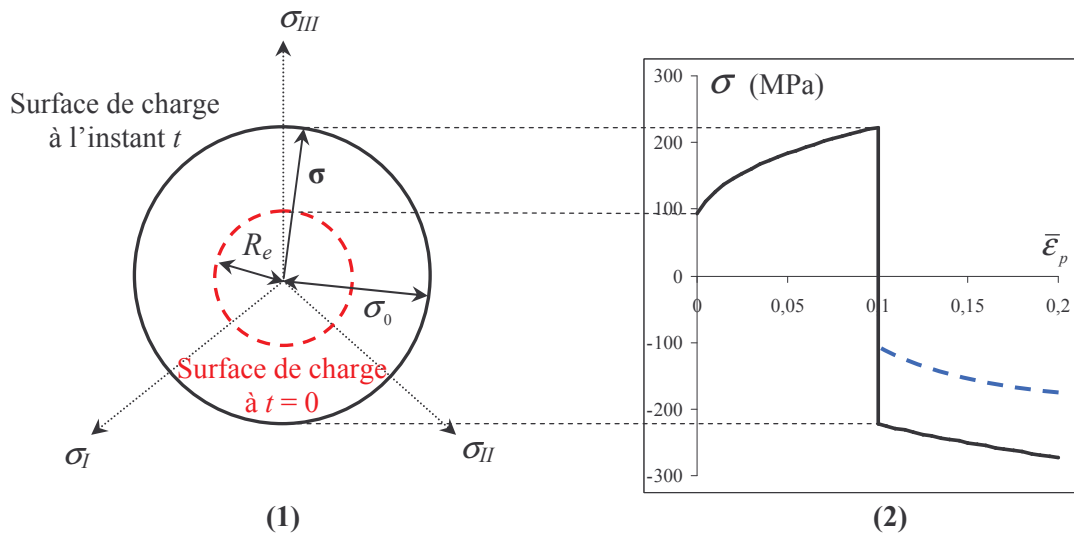 σIII
Surface de charge
à l'instant t
σ
Re
σ0
Surface de charge
à t = 0
σI
σII
(1)
σ (MPa)
300
200
100
0
-100
-200
-300
0
0,05
0,1
0,15
0,2
ε̅p
(2)